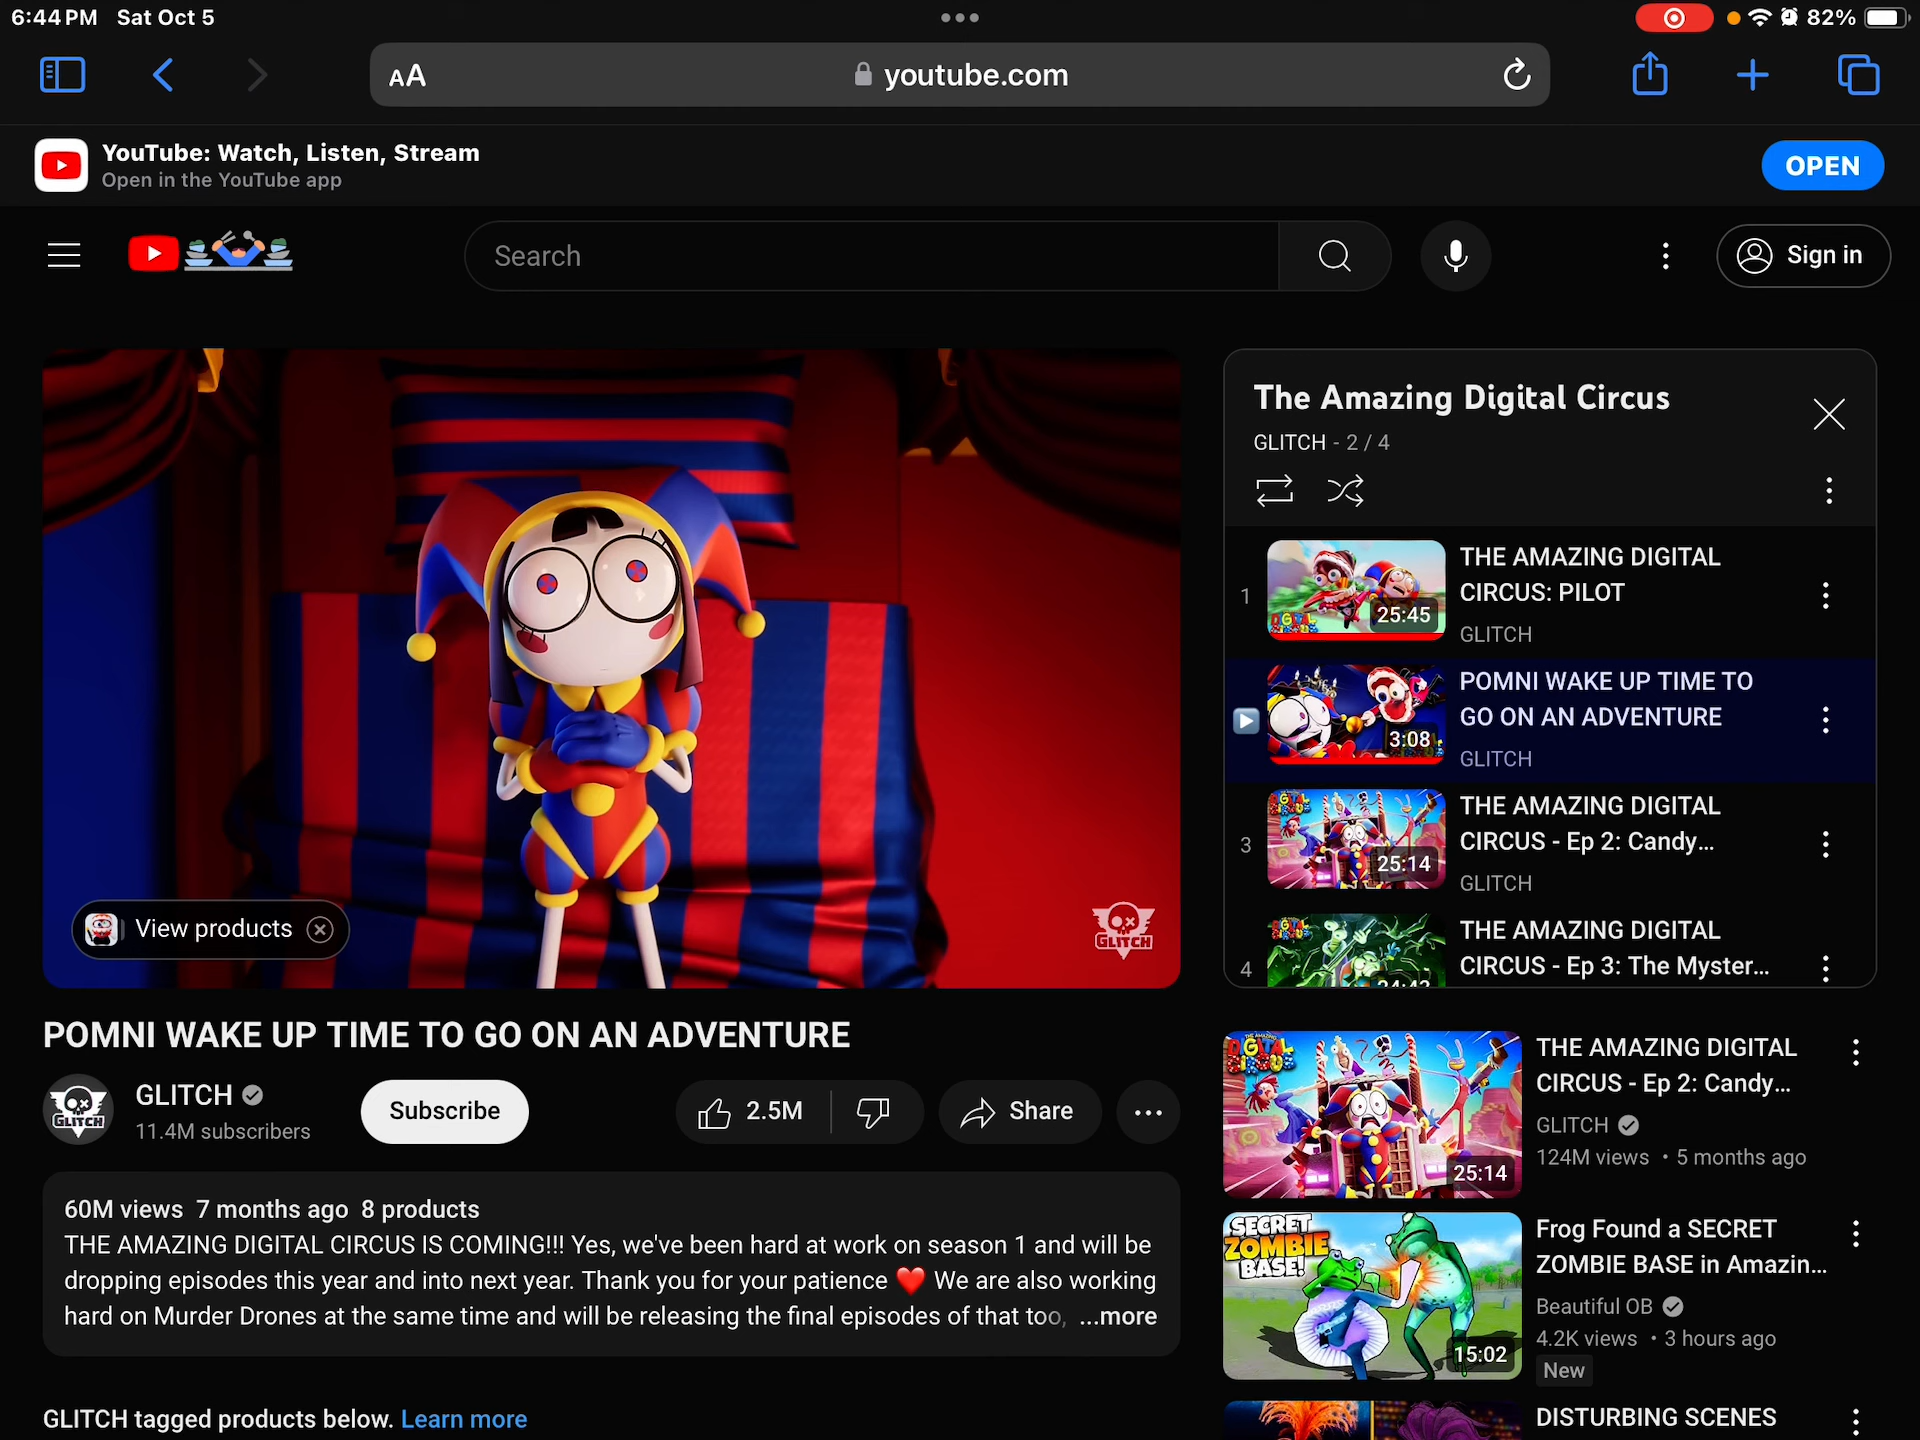 6:44 PM Sat Oct 5
82%
AA
youtube.com
YouTube: Watch, Listen, Stream
Open in the YouTube app
OPEN
Search
Sign in
View products
GLITCH
The Amazing Digital Circus
GLITCH - 2 / 4
1
25:45
THE AMAZING DIGITAL
CIRCUS: PILOT
GLITCH
3:08
POMNI WAKE UP TIME TO
GO ON AN ADVENTURE
GLITCH
3
25:14
THE AMAZING DIGITAL
CIRCUS - Ep 2: Candy...
GLITCH
4
THE AMAZING DIGITAL
CIRCUS - Ep 3: The Myster...
POMNI WAKE UP TIME TO GO ON AN ADVENTURE
GLITCH
GLITCH
11.4M subscribers
Subscribe
2.5M
Share
60M views 7 months ago 8 products
THE AMAZING DIGITAL CIRCUS IS COMING!!! Yes, we've been hard at work on season 1 and will be
dropping episodes this year and into next year. Thank you for your patience ❤️ We are also working
hard on Murder Drones at the same time and will be releasing the final episodes of that too, ...more
GLITCH tagged products below. Learn more
DIGITAL
CIRCUS
25:14
THE AMAZING DIGITAL
CIRCUS - Ep 2: Candy...
GLITCH
124M views • 5 months ago
SECRET
ZOMBIE
BASE!
15:02
Frog Found a SECRET
ZOMBIE BASE in Amazin...
Beautiful OB
4.2K views • 3 hours ago
New
DISTURBING SCENES